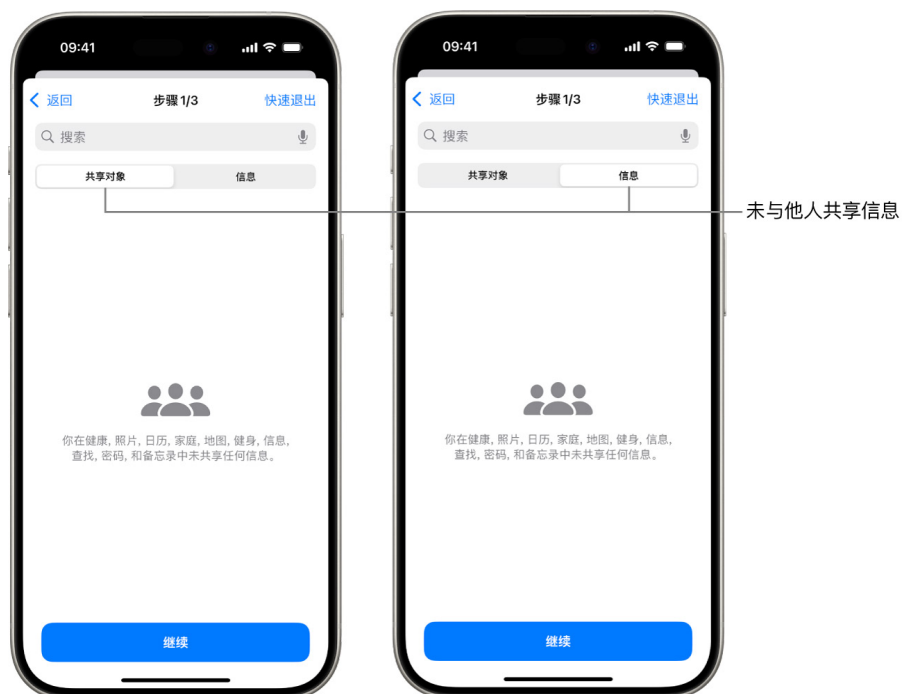 09:41
返回
步骤 1/3
快速退出
搜索
共享对象
信息
你在健康, 照片, 日历, 家庭, 地图, 健身, 信息,
查找, 密码, 和备忘录中未共享任何信息。
继续
09:41
返回
步骤 1/3
快速退出
搜索
共享对象
信息
你在健康, 照片, 日历, 家庭, 地图, 健身, 信息,
查找, 密码, 和备忘录中未共享任何信息。
继续
未与他人共享信息